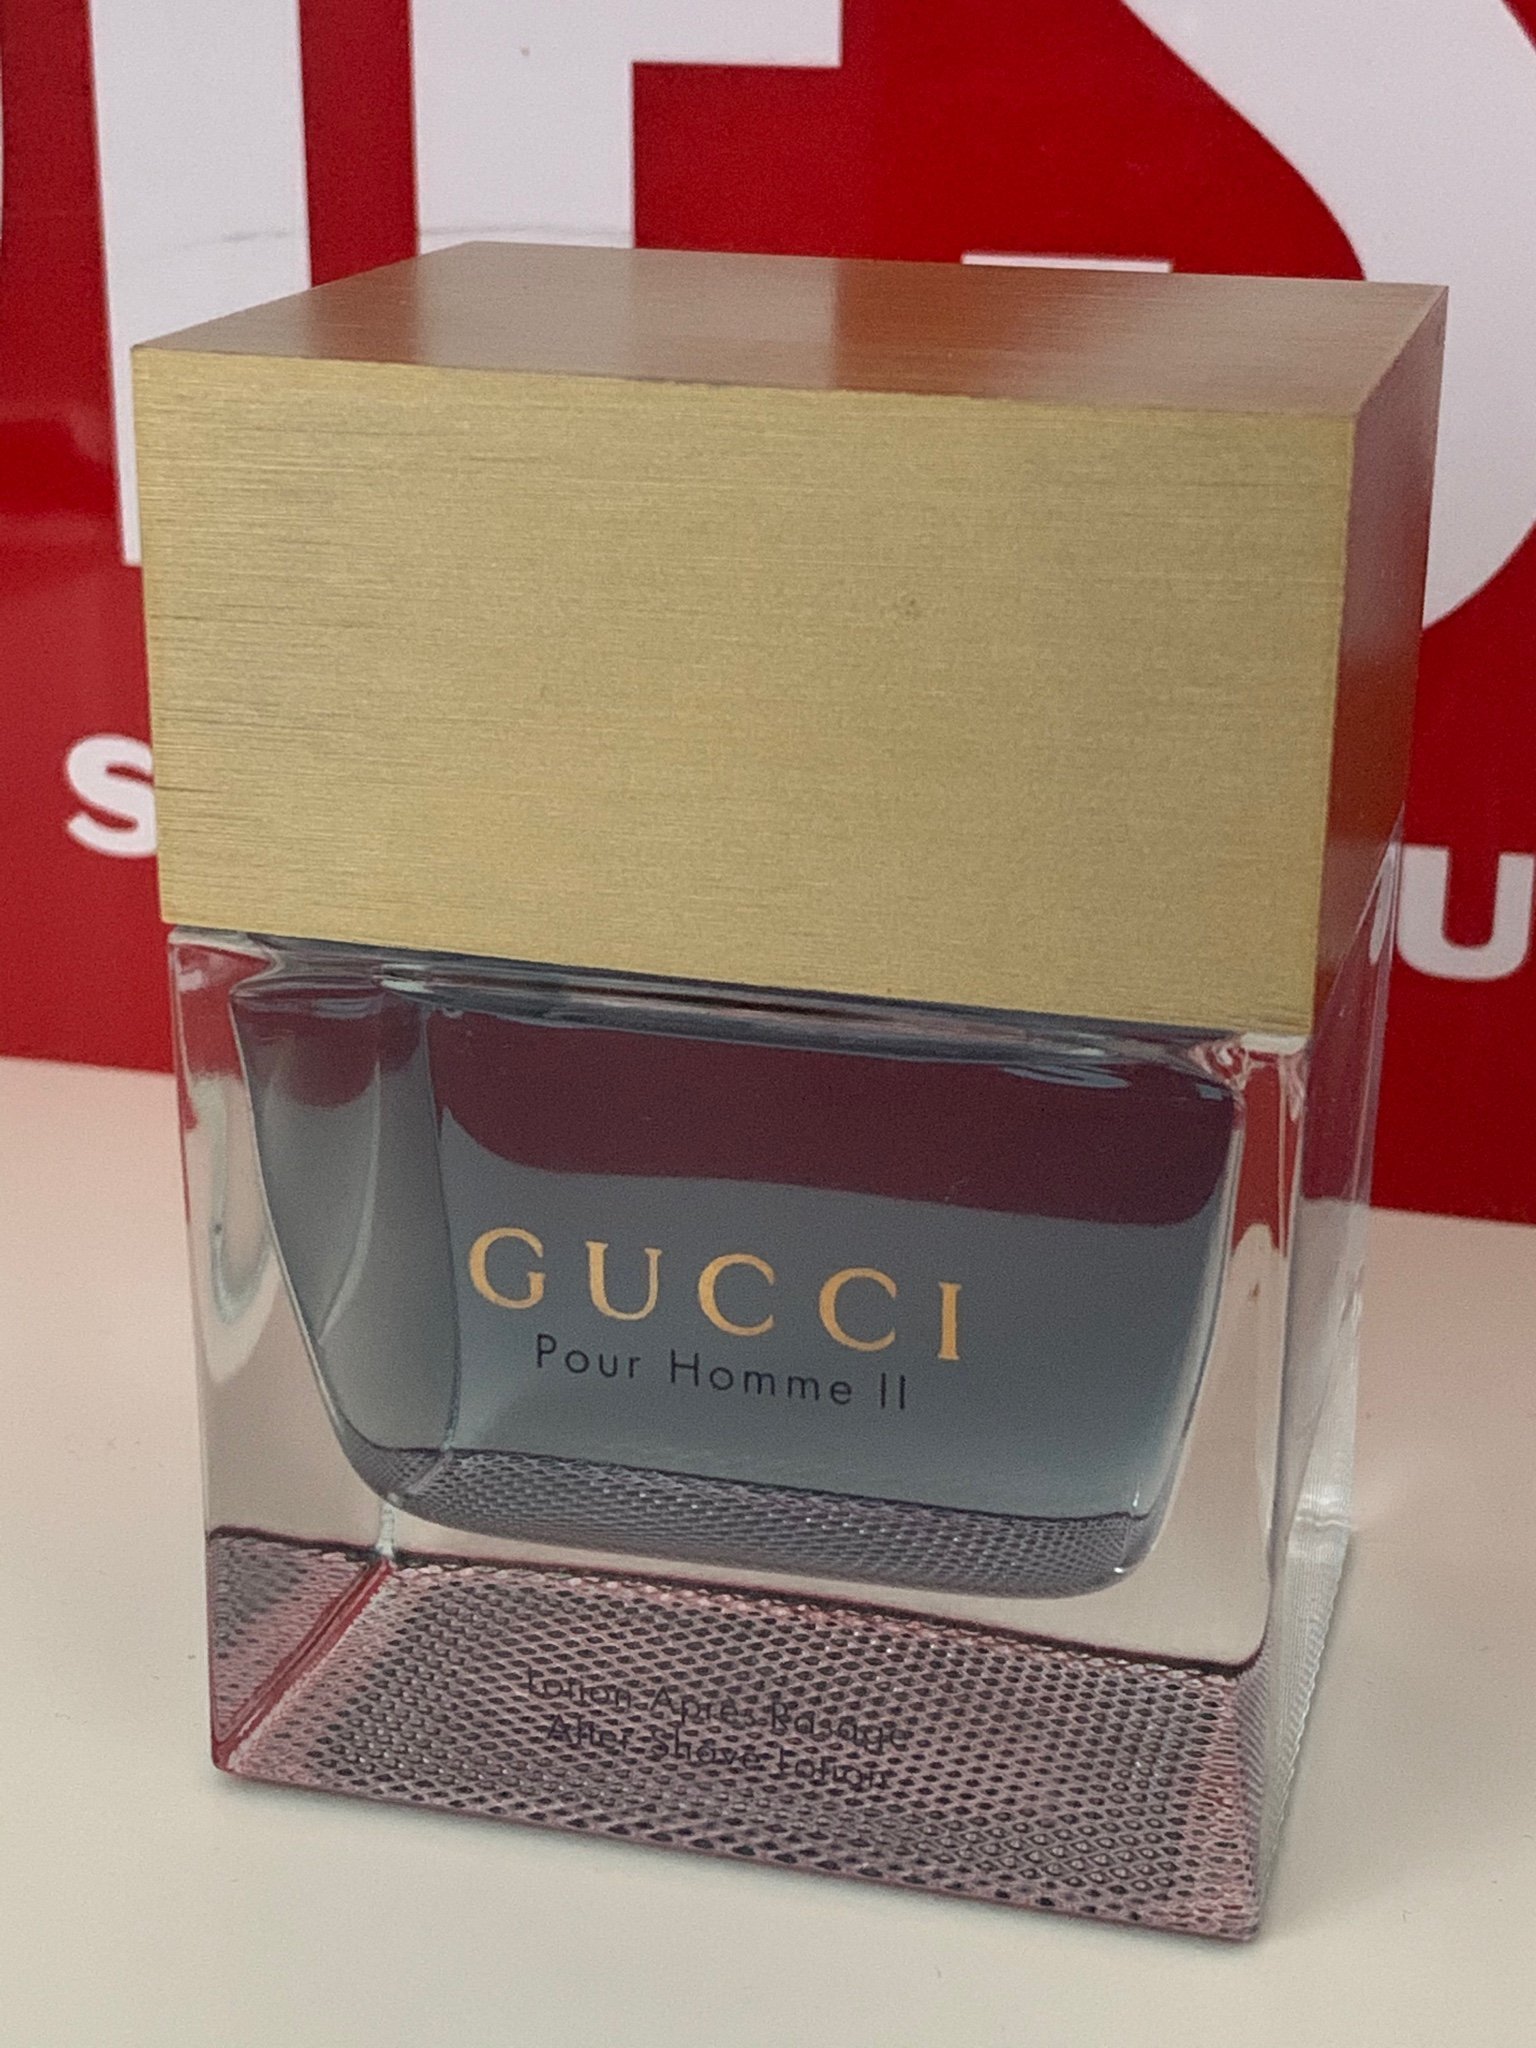 GUCCI
Pour Homme II
Lotion Après-Rasage
After Shave Lotion